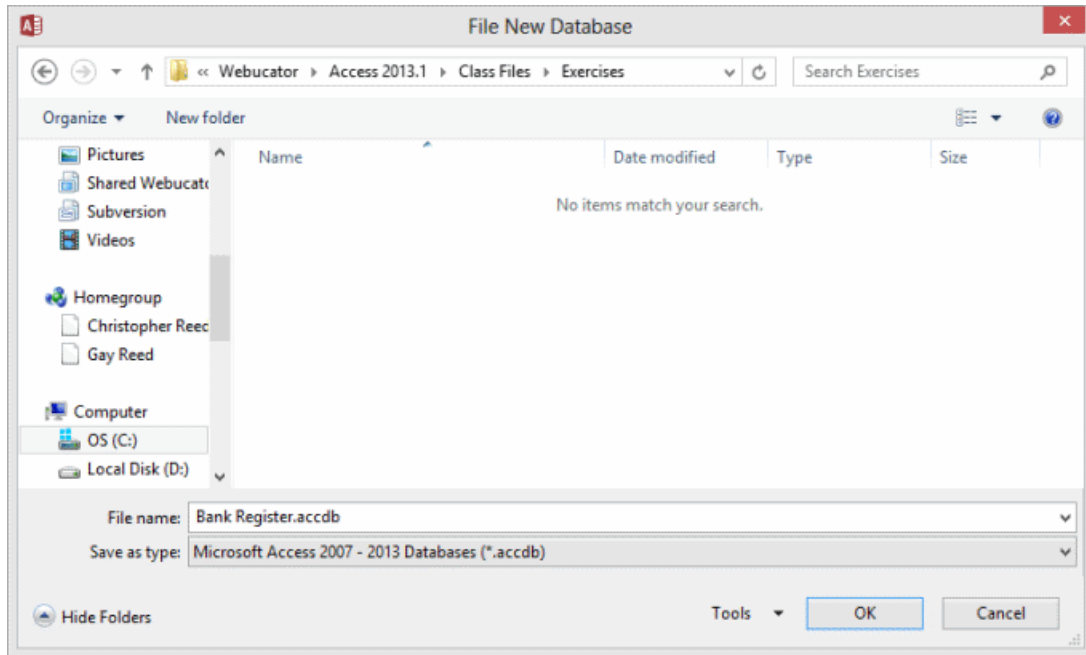 File New Database
« Webucator Access 2013.1 Class Files Exercises Search Exercises
Organize New folder
Name Date modified Type Size
No items match your search.
Pictures
Shared Webucato
Subversion
Videos
Homegroup
Christopher Reed
Gay Reed
Computer
OS (C:)
Local Disk (D:)
File name: Bank Register.accdb
Save as type: Microsoft Access 2007 - 2013 Databases (*.accdb)
Hide Folders Tools OK Cancel